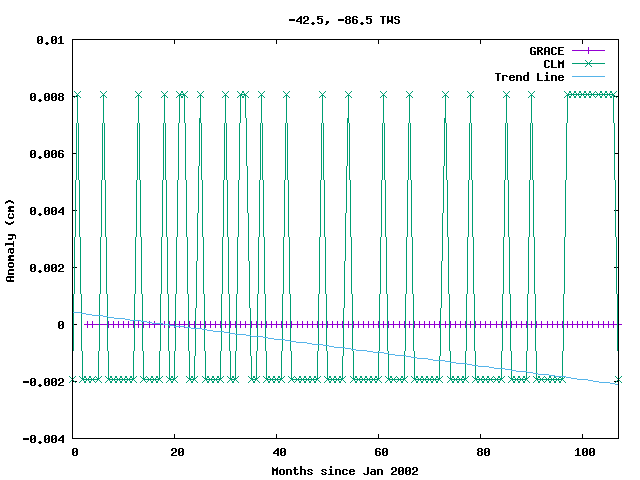 -42.5, -86.5 TWS
GRACE
CLM
Trend Line
0.01
0.008
0.006
0.004
0.002
0
-0.002
-0.004
Anomaly (cm)
0 20 40 60 80 100
Months since Jan 2002